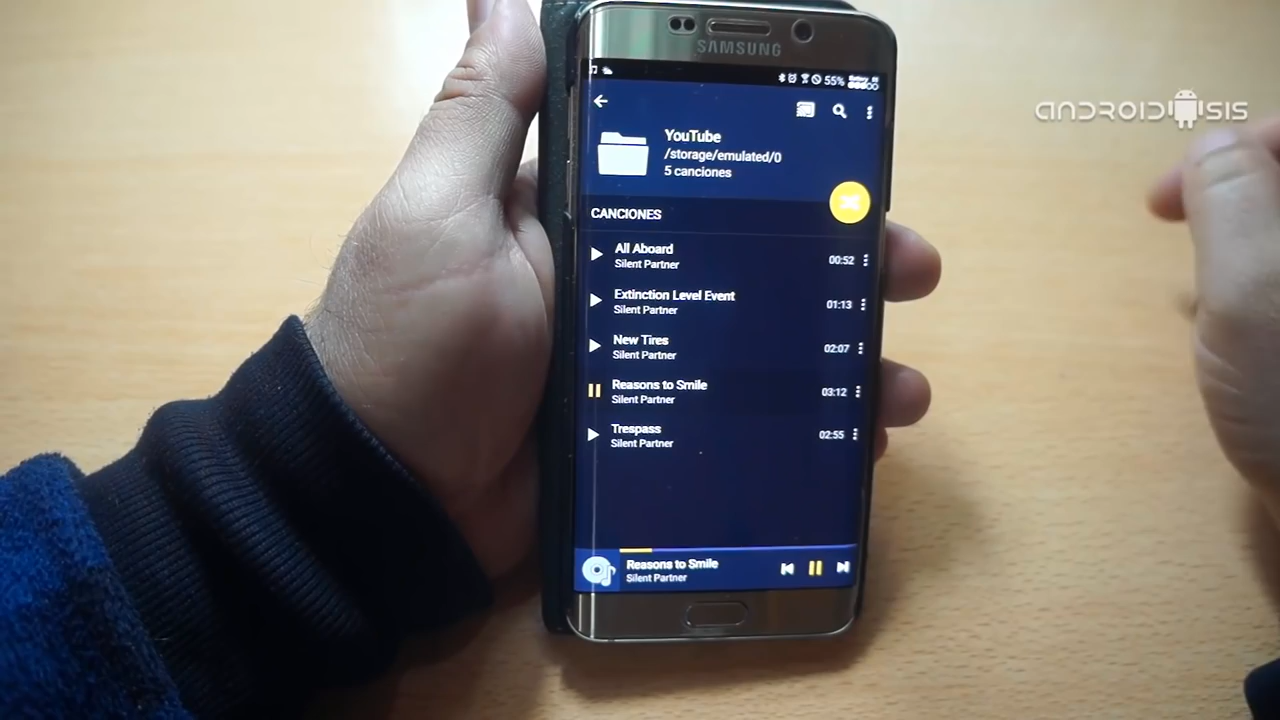 SAMSUNG
55%
ANDROIDSIS
YouTube
/storage/emulated/0
5 canciones
CANCIONES
All Aboard
Silent Partner
00:52
Extinction Level Event
Silent Partner
01:13
New Tires
Silent Partner
02:07
Reasons to Smile
Silent Partner
03:12
Trespass
Silent Partner
02:55
Reasons to Smile
Silent Partner